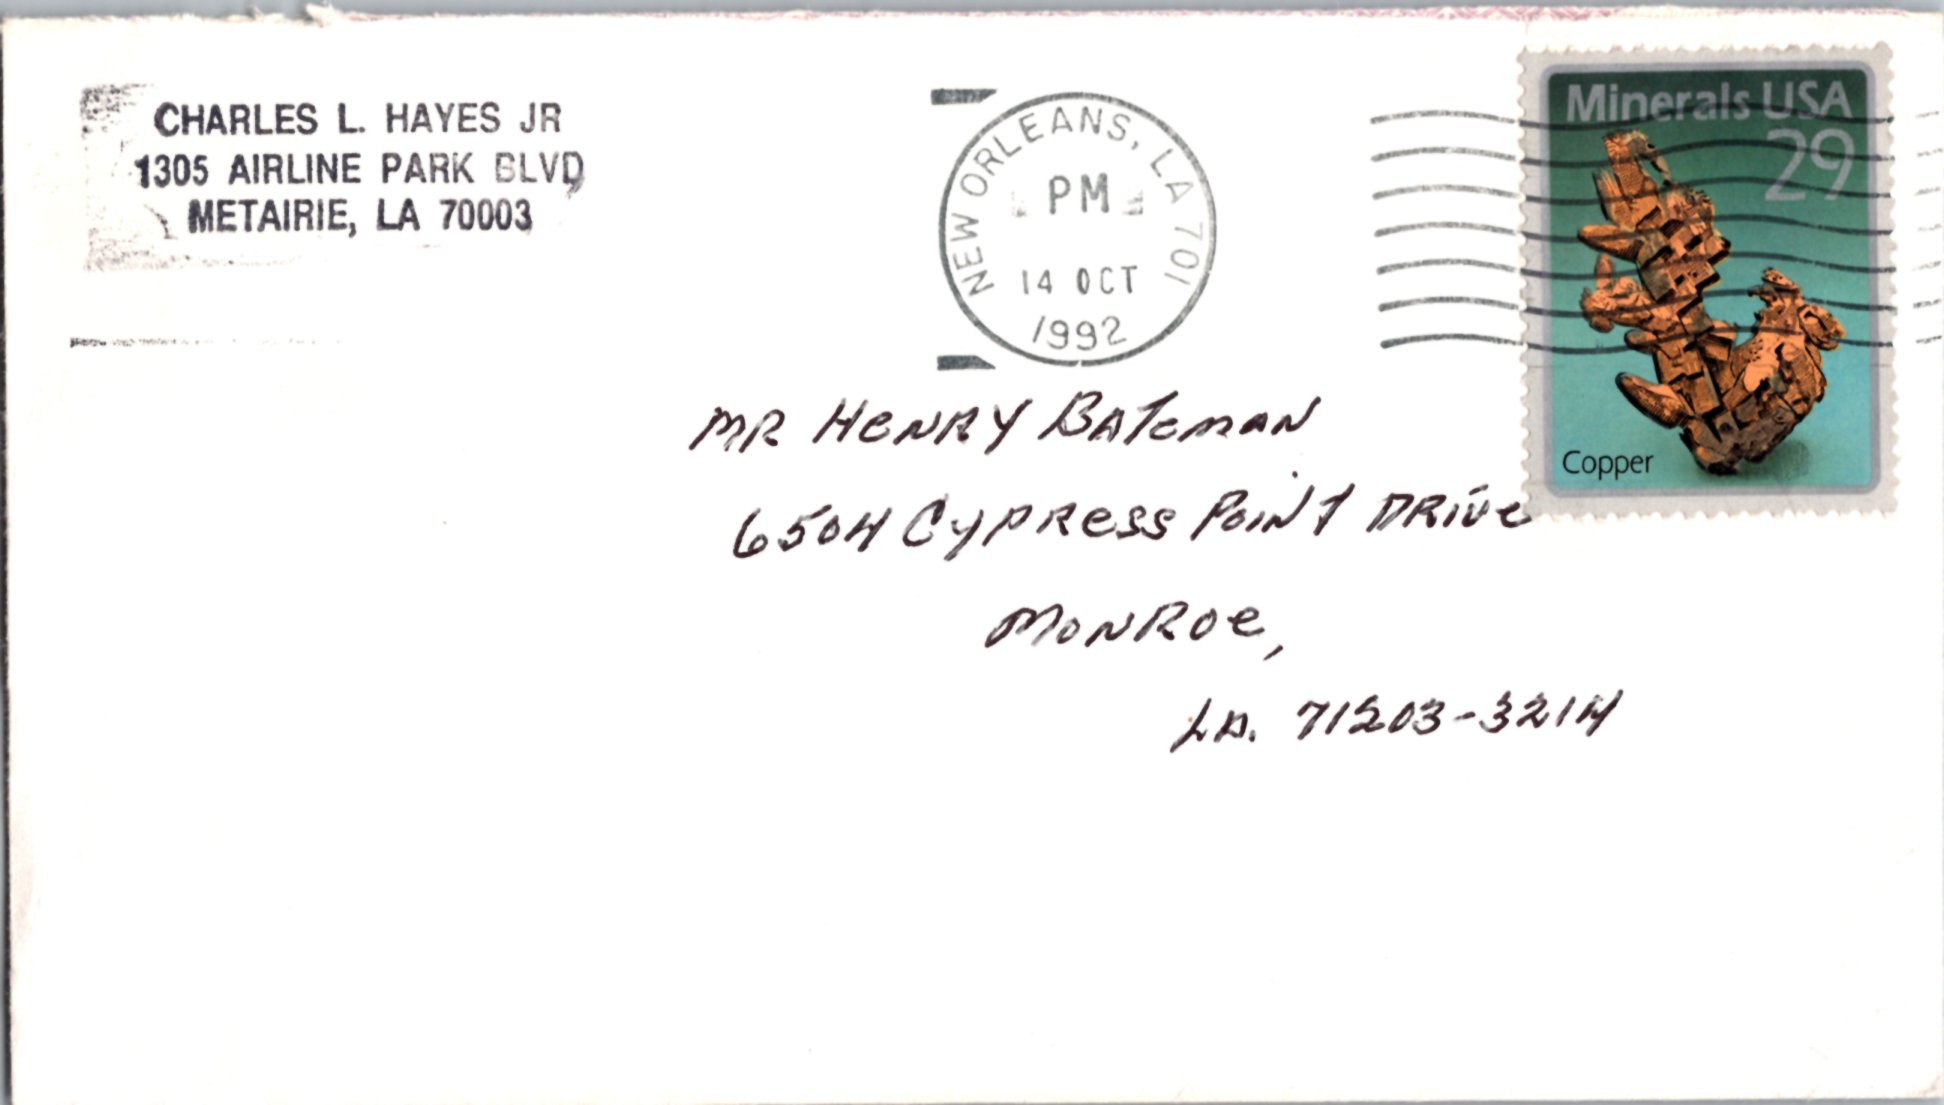 CHARLES L. HAYES JR
1305 AIRLINE PARK BLVD
METAIRIE, LA 70003
NEW ORLEANS, LA 701
PM
14 OCT
1992
Minerals USA
29
Copper
MR HENRY BATEMAN
6504 CYPRESS POINT DRIVE
MONROE,
LA. 71203-3214